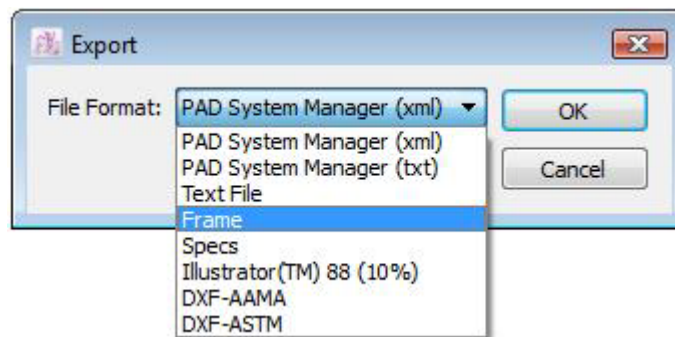 Export
File Format: PAD System Manager (xml) OK
PAD System Manager (xml)
PAD System Manager (txt) Cancel
Text File
Frame
Specs
Illustrator(TM) 88 (10%)
DXF-AAMA
DXF-ASTM